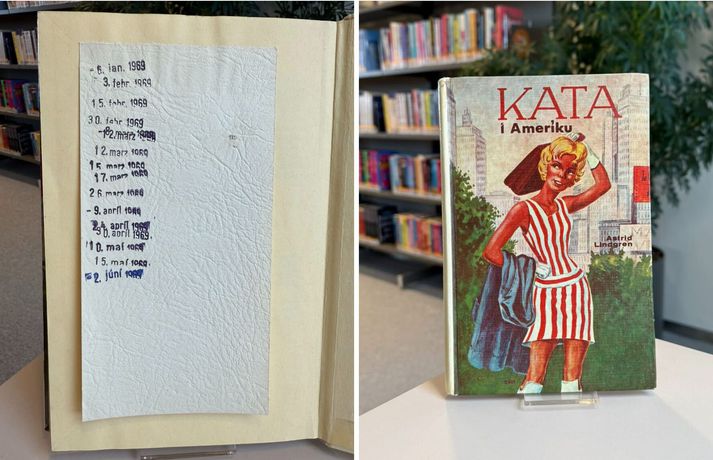 - 6. jan. 1969
3. febr 1969
15. febr. 1969
30. febr 1969
12. marz 1969
12. marz 1969
15. marz 1969
17. marz 1969
26 marz 1969
- 9. apríl 1969
24. apríl 1969
30. apríl 1969.
10. maí 1969
15. maí 1969.
2. júní 1969
KATA
í Ameríku
Astrid
Lindgren